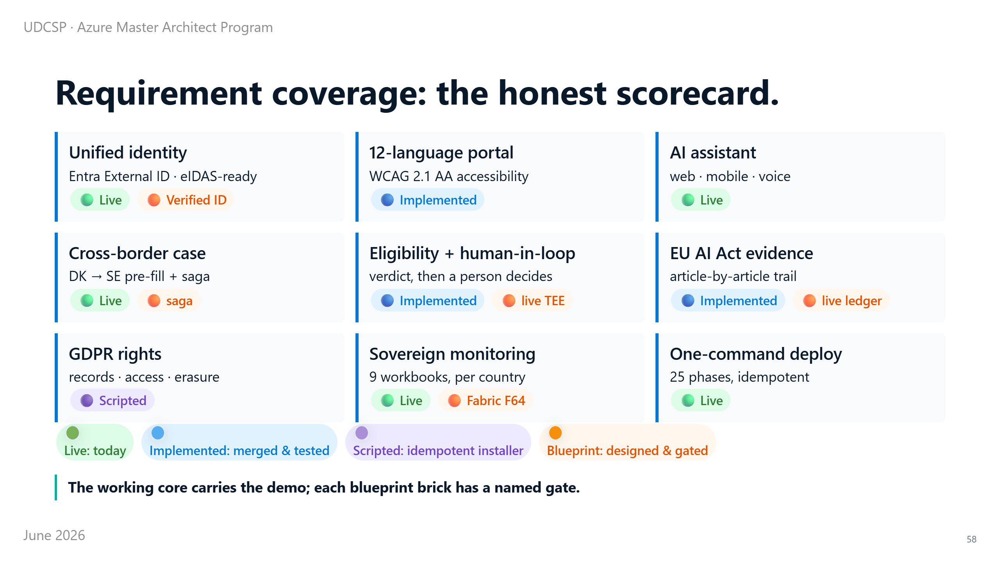 UDCSP · Azure Master Architect Program
Requirement coverage: the honest scorecard.
Unified identity
Entra External ID · eIDAS-ready
Live
Verified ID
12-language portal
WCAG 2.1 AA accessibility
Implemented
AI assistant
web · mobile · voice
Live
Cross-border case
DK → SE pre-fill + saga
Live
saga
Eligibility + human-in-loop
verdict, then a person decides
Implemented
live TEE
EU AI Act evidence
article-by-article trail
Implemented
live ledger
GDPR rights
records · access · erasure
Scripted
Sovereign monitoring
9 workbooks, per country
Live
Fabric F64
One-command deploy
25 phases, idempotent
Live
Live: today
Implemented: merged & tested
Scripted: idempotent installer
Blueprint: designed & gated
The working core carries the demo; each blueprint brick has a named gate.
June 2026
58